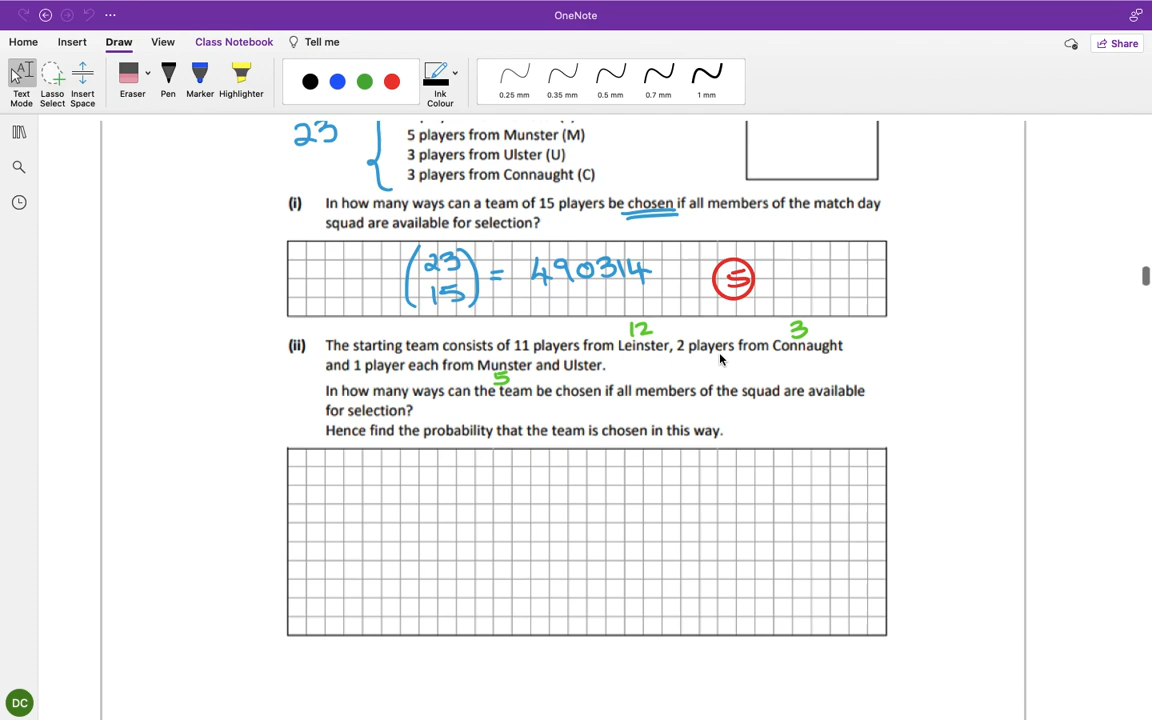 OneNote
Home Insert Draw View Class Notebook Tell me
Share
Text Mode
Lasso Select
Insert Space
Eraser
Pen
Marker
Highlighter
Ink Colour
0.25 mm
0.35 mm
0.5 mm
0.7 mm
1 mm
23
5 players from Munster (M)
3 players from Ulster (U)
3 players from Connaught (C)
(i) In how many ways can a team of 15 players be chosen if all members of the match day
squad are available for selection?
(23 15) = 490314 5
12 3
(ii) The starting team consists of 11 players from Leinster, 2 players from Connaught
and 1 player each from Munster and Ulster.
5
In how many ways can the team be chosen if all members of the squad are available
for selection?
Hence find the probability that the team is chosen in this way.
DC